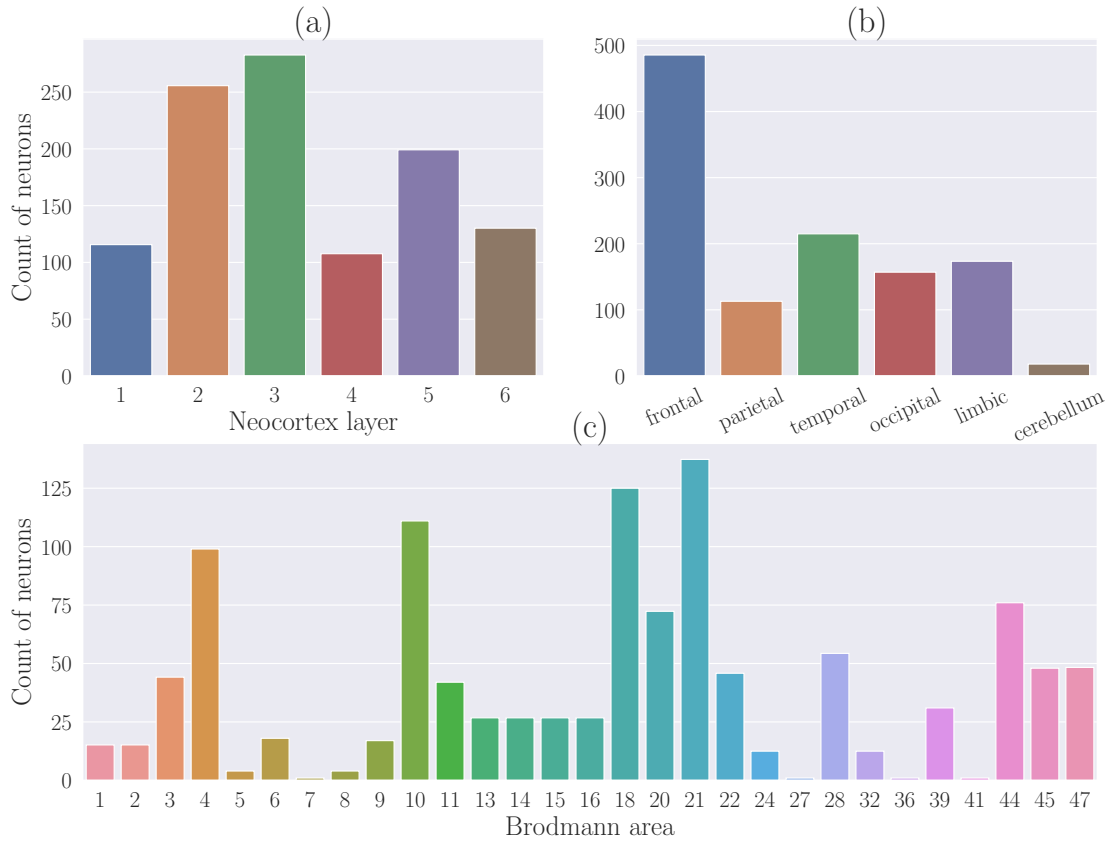 (a)
Count of neurons
250
200
150
100
50
0
1 2 3 4 5 6
Neocortex layer
(b)
500
400
300
200
100
0
frontal parietal temporal occipital limbic cerebellum
(c)
Count of neurons
125
100
75
50
25
0
1 2 3 4 5 6 7 8 9 10 11 13 14 15 16 18 20 21 22 24 27 28 32 36 39 41 44 45 47
Brodmann area